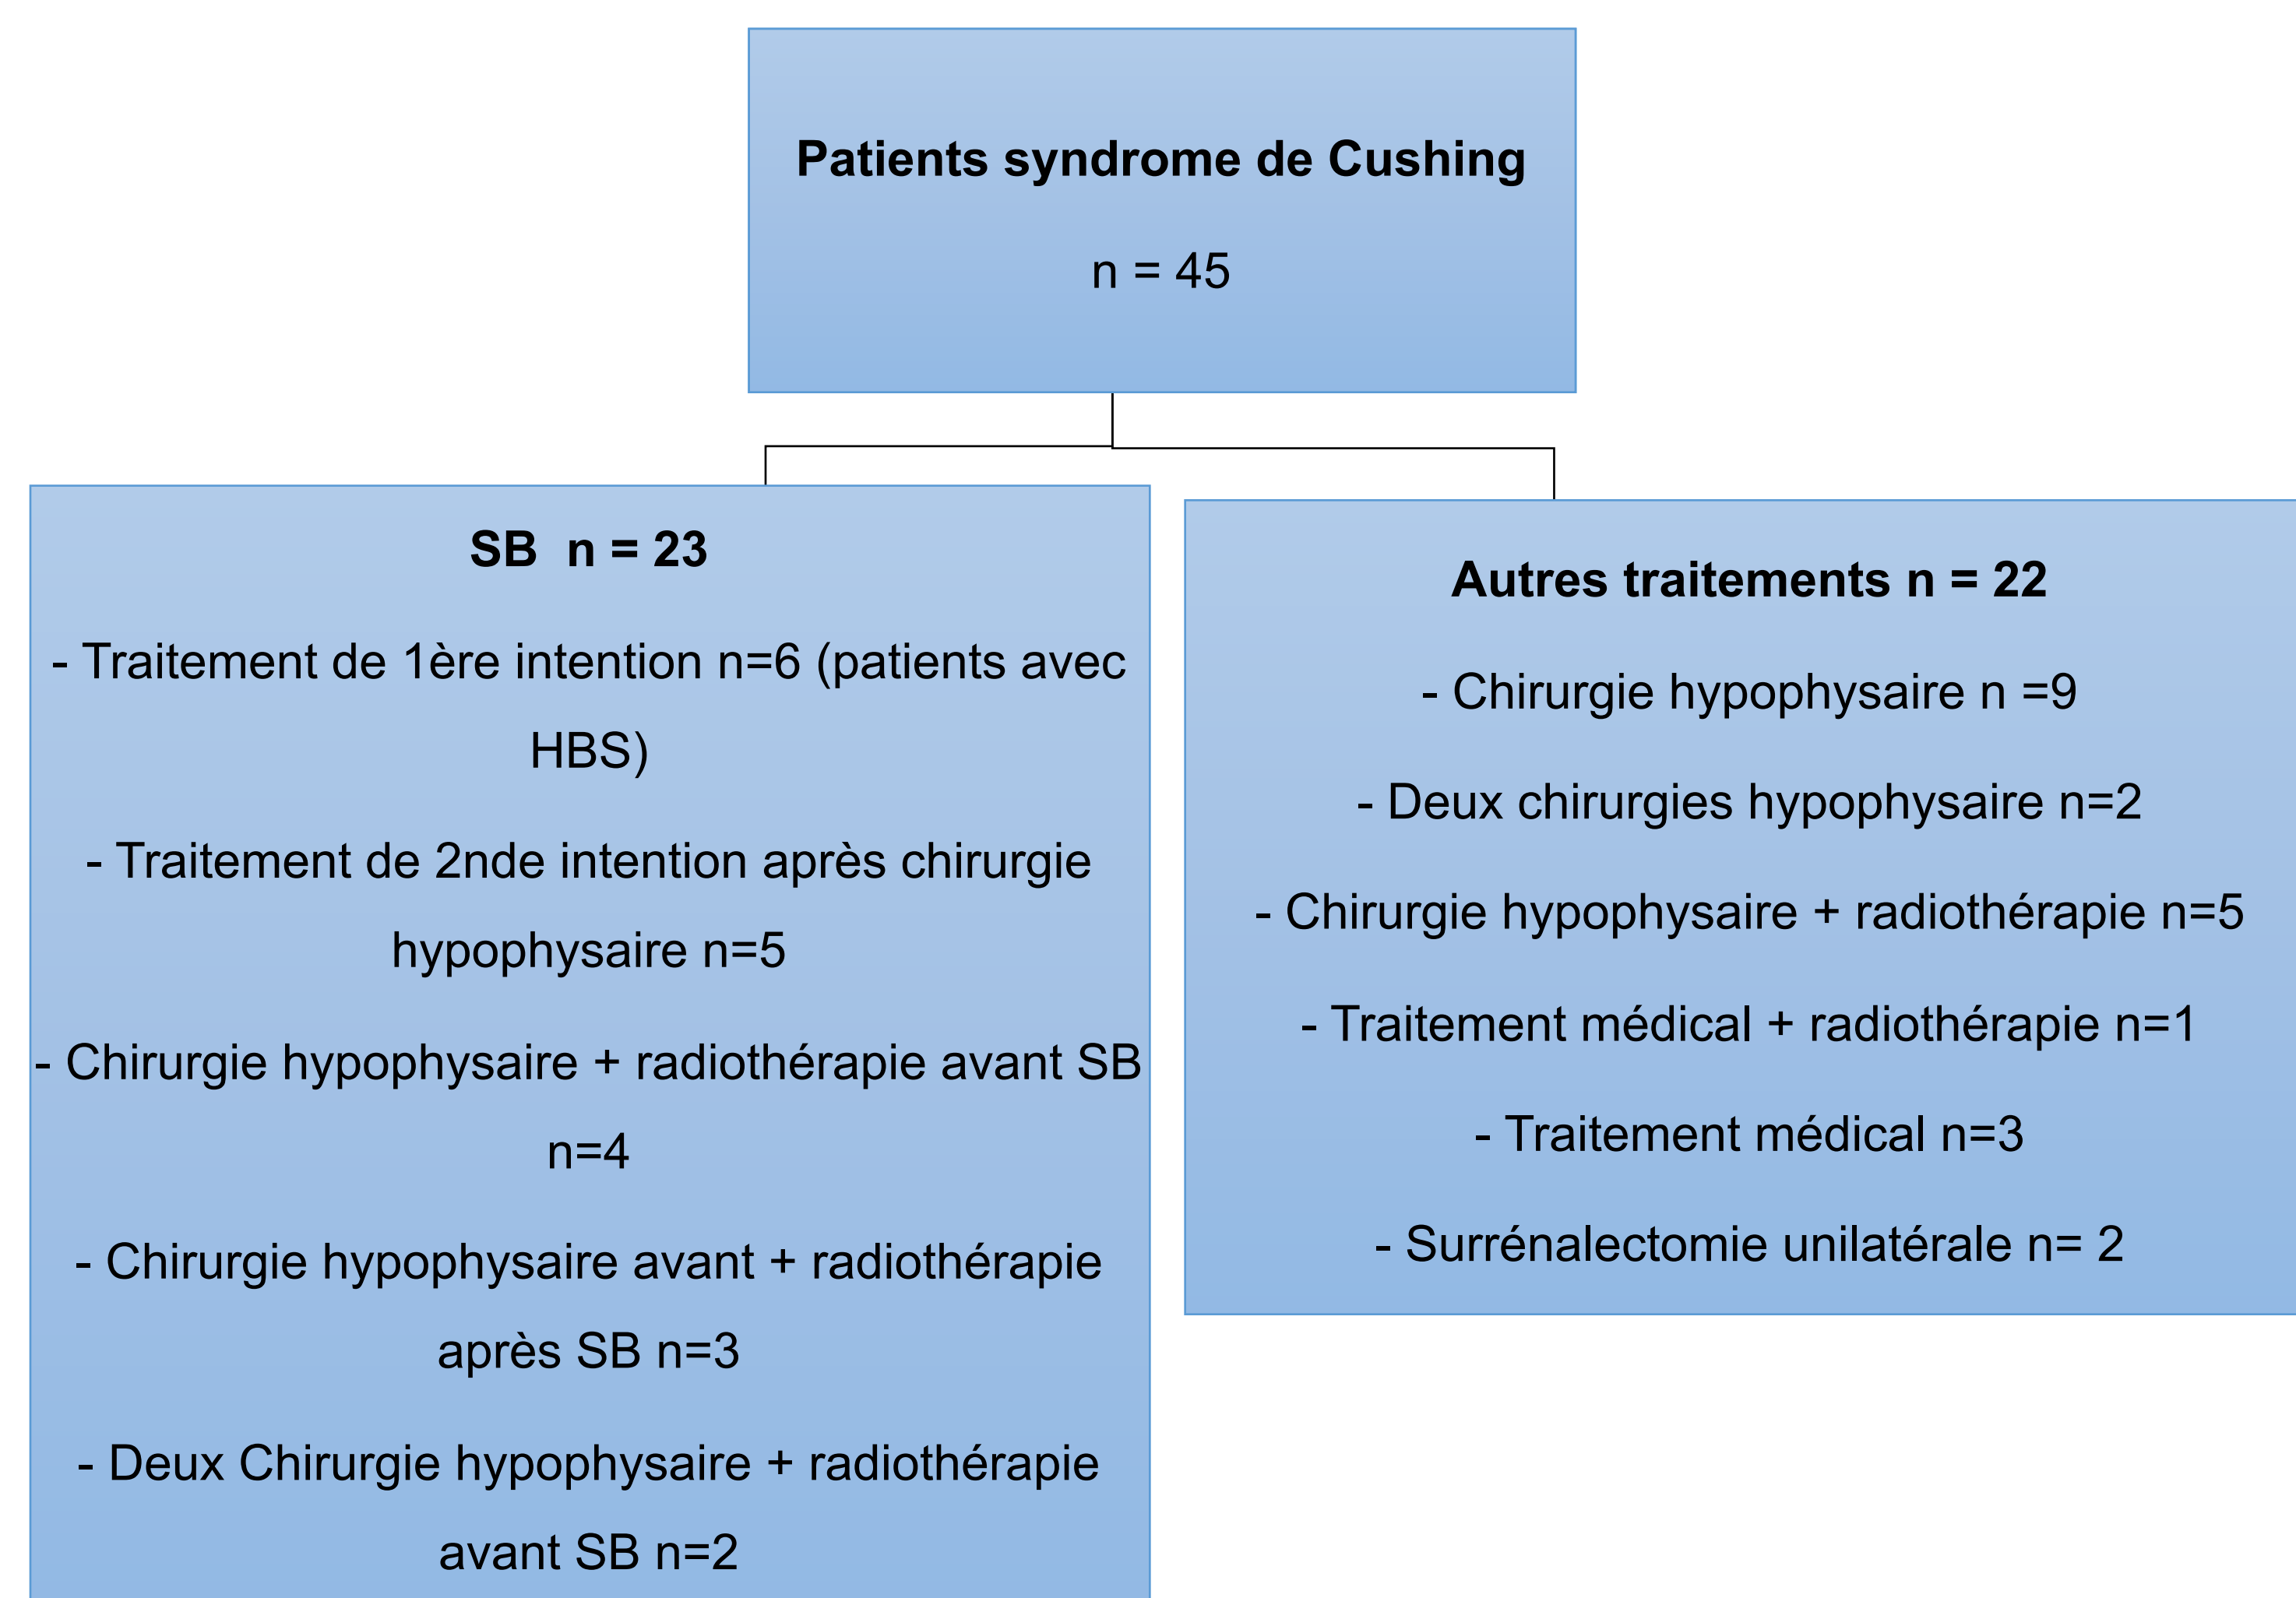 Patients syndrome de Cushing
n = 45
SB n = 23
- Traitement de 1ère intention n=6 (patients avec
HBS)
- Traitement de 2nde intention après chirurgie
hypophysaire n=5
- Chirurgie hypophysaire + radiothérapie avant SB
n=4
- Chirurgie hypophysaire avant + radiothérapie
après SB n=3
- Deux Chirurgie hypophysaire + radiothérapie
avant SB n=2
Autres traitements n = 22
- Chirurgie hypophysaire n =9
- Deux chirurgies hypophysaire n=2
- Chirurgie hypophysaire + radiothérapie n=5
- Traitement médical + radiothérapie n=1
- Traitement médical n=3
- Surrénalectomie unilatérale n= 2